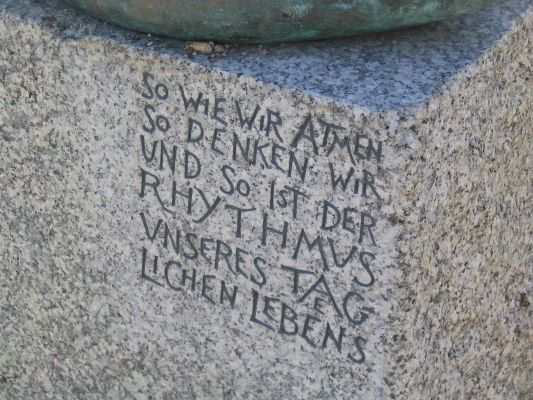 SO WIE WIR ATMEN
SO DENKEN WIR
UND SO IST DER
RHYTHMUS
UNSERES TAG
LICHEN LEBENS